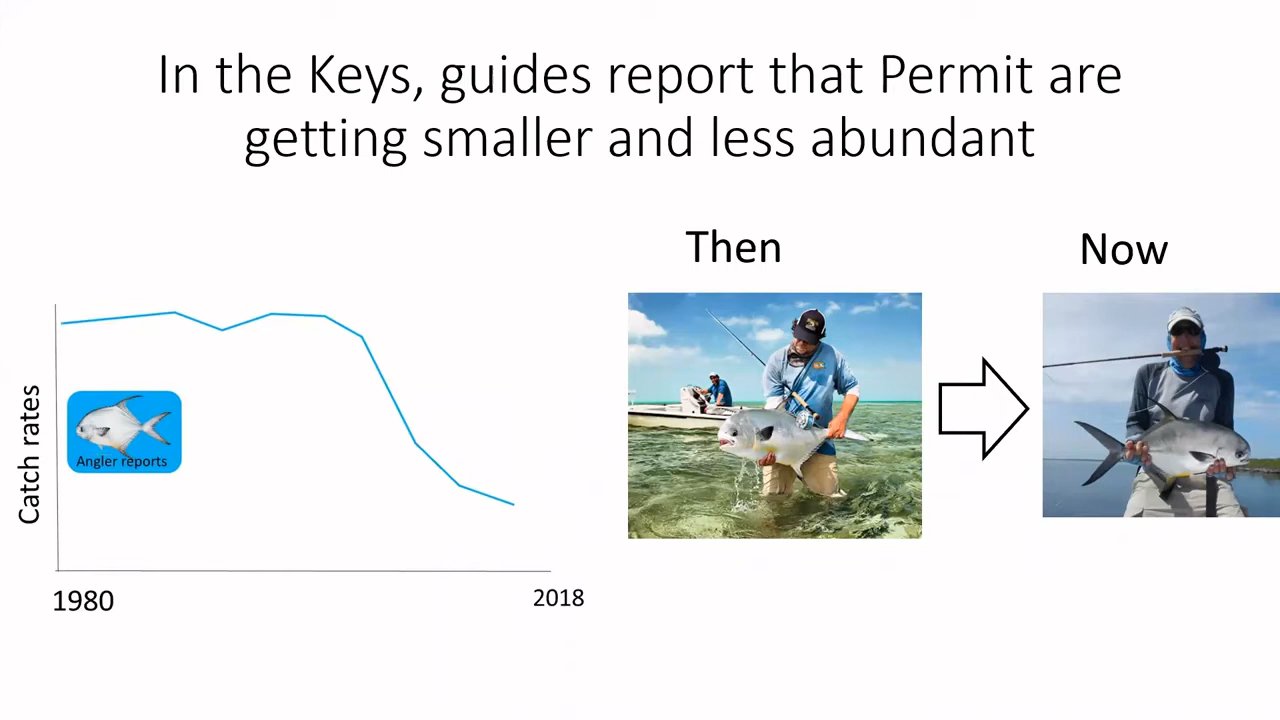 In the Keys, guides report that Permit are
getting smaller and less abundant
Then
Now
Catch rates
Angler reports
1980
2018